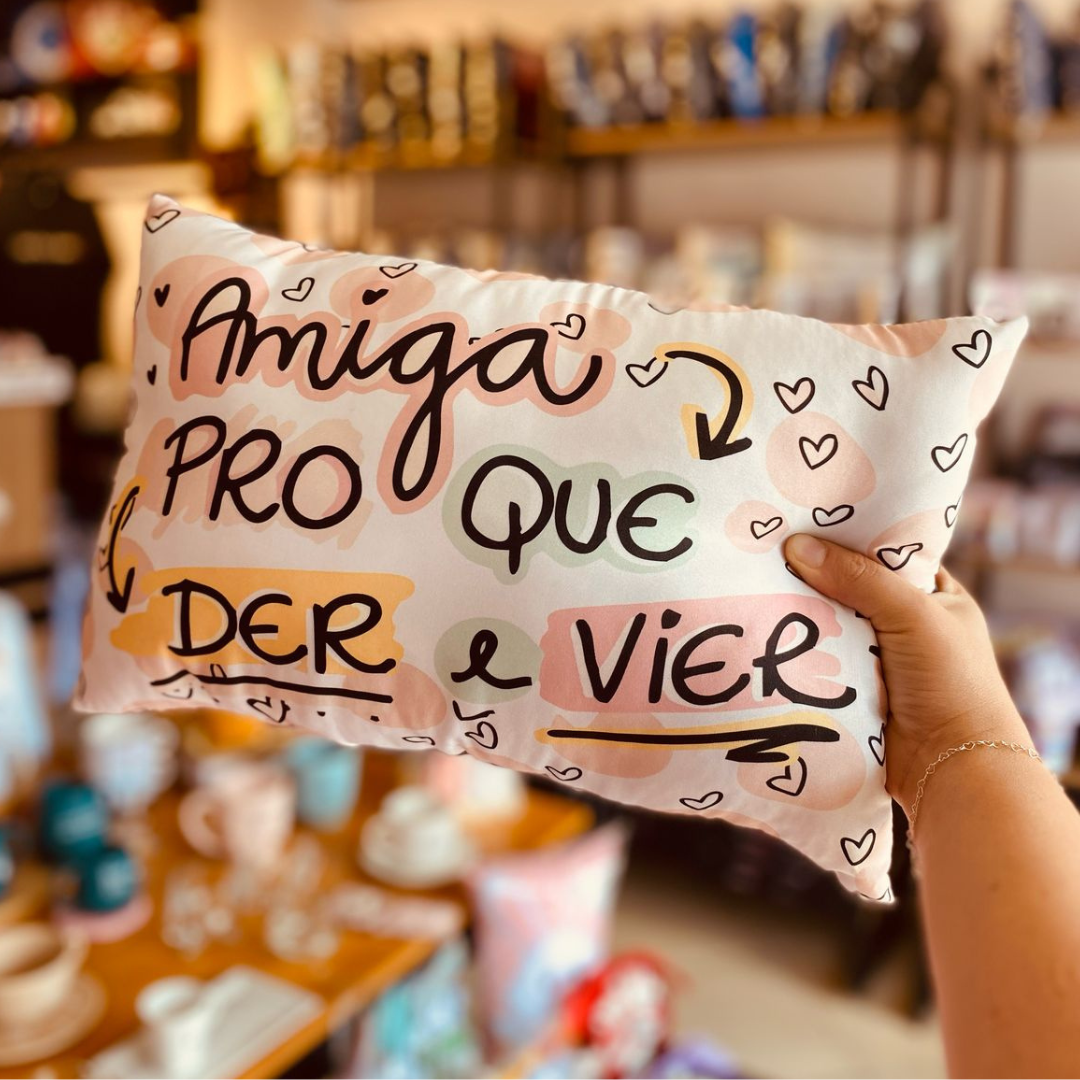 Amiga
PRO QUE
DER e ViER